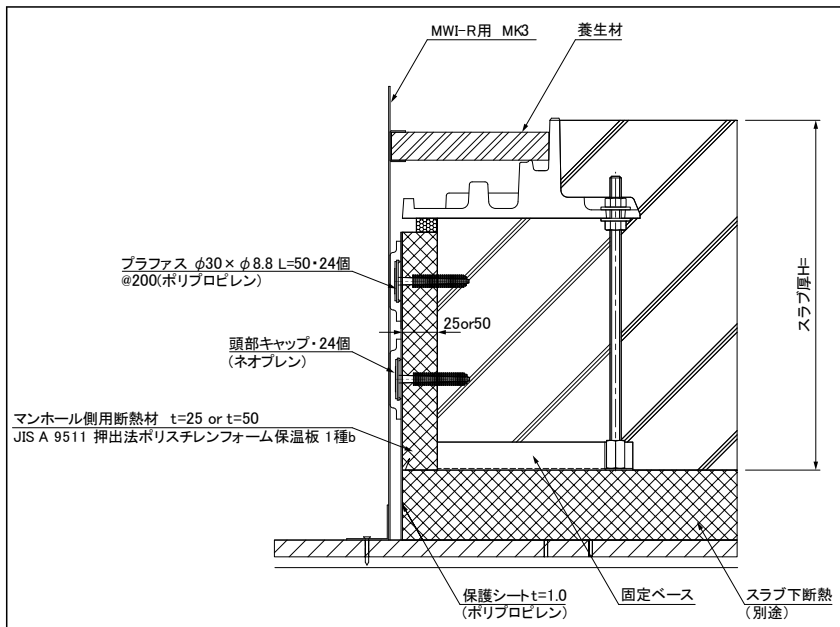 MWI-R用 MK3
養生材
プラファス φ30×φ8.8 L=50・24個
@200(ポリプロピレン)
25or50
頭部キャップ・24個
(ネオプレン)
スラブ厚H=
マンホール側用断熱材 t=25 or t=50
JIS A 9511 押出法ポリスチレンフォーム保温板 1種b
保護シートt=1.0
(ポリプロピレン)
固定ベース
スラブ下断熱
(別途)